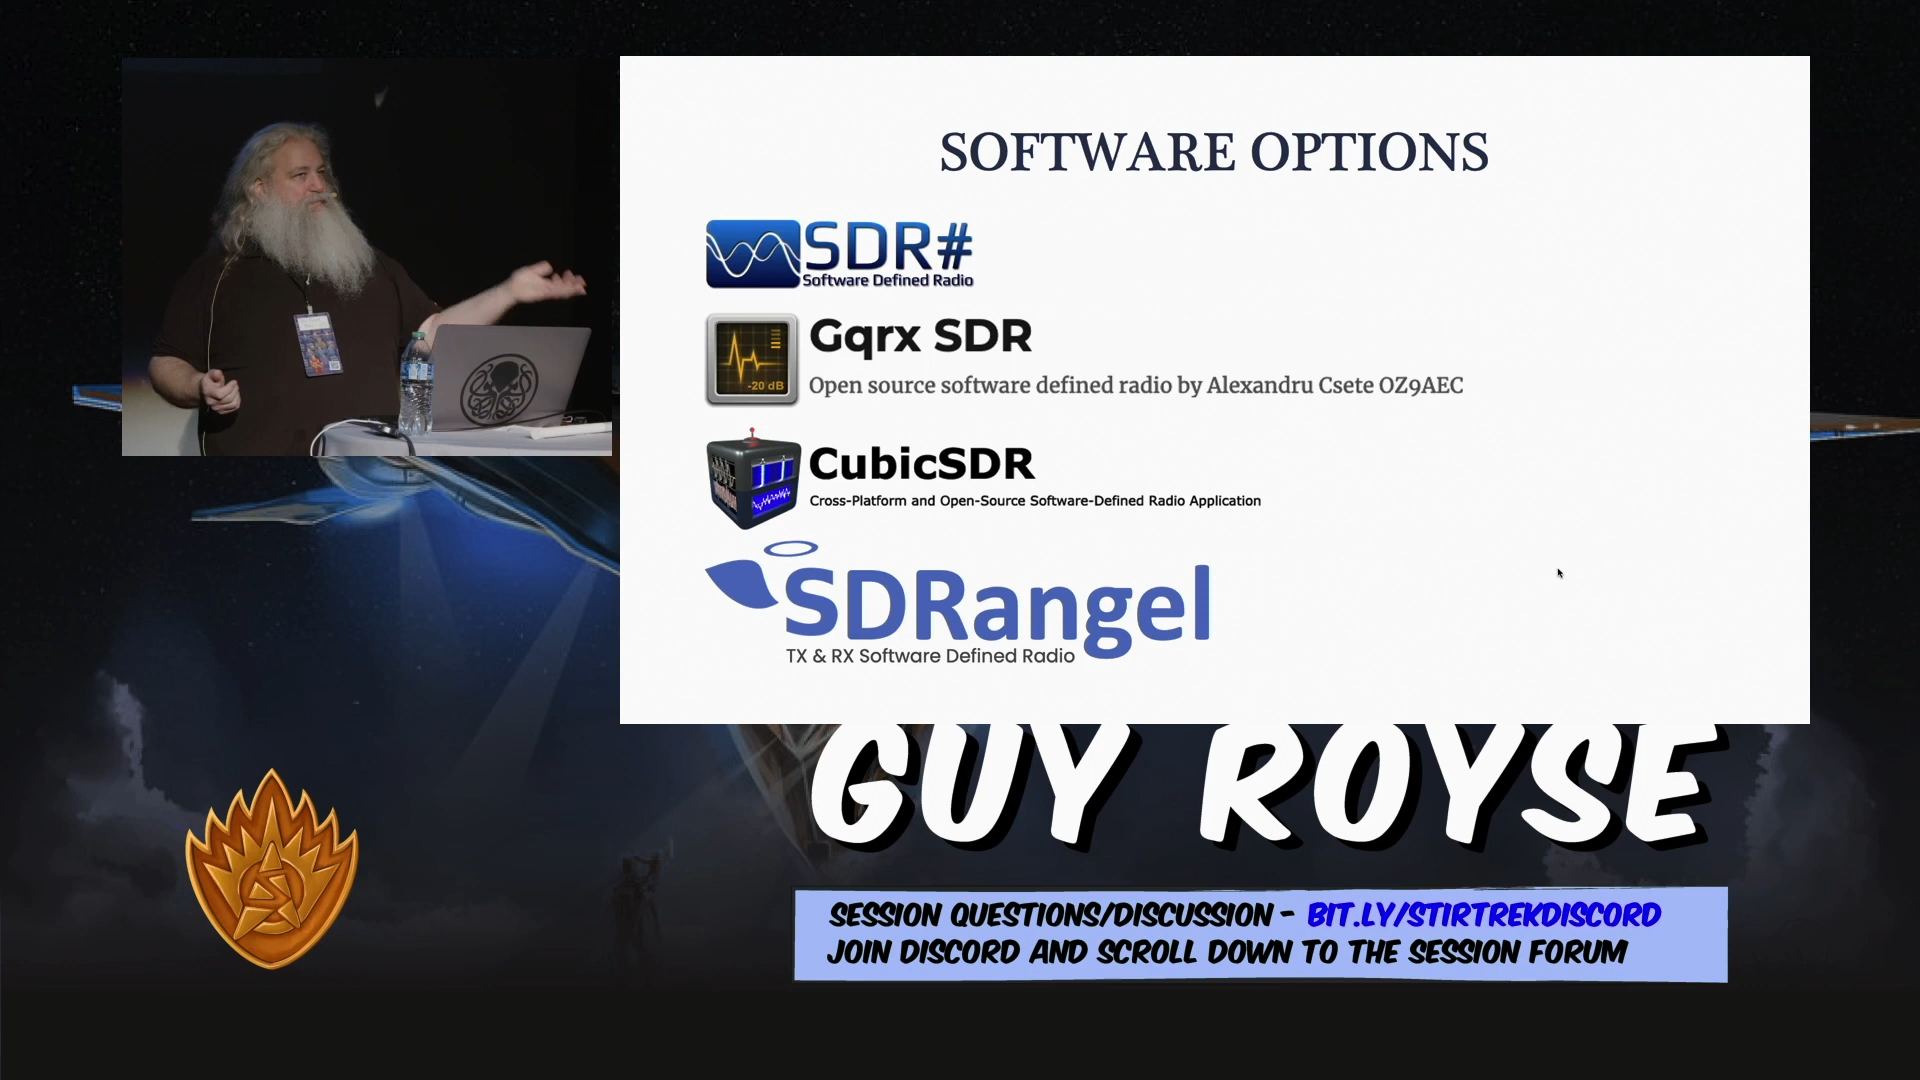 SOFTWARE OPTIONS
SDR#
Software Defined Radio
-20 dB
Gqrx SDR
Open source software defined radio by Alexandru Csete OZ9AEC
CubicSDR
Cross-Platform and Open-Source Software-Defined Radio Application
SDRangel
TX & RX Software Defined Radio
GUY ROYSE
SESSION QUESTIONS/DISCUSSION - BIT.LY/STIRTREKDISCORD
JOIN DISCORD AND SCROLL DOWN TO THE SESSION FORUM